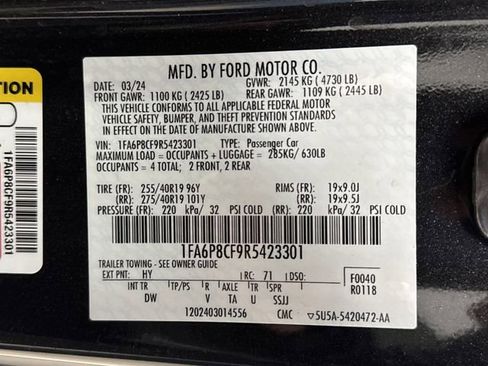 TION
1FA6P8CF9R5423301
MFD. BY FORD MOTOR CO.
03/24 GVWR: 2145 KG ( 4730 LB)
FRONT GAWR: 1100 KG ( 2425 LB) REAR GAWR: 1109 KG ( 2445 LB)
THIS VEHICLE CONFORMS TO ALL APPLICABLE FEDERAL MOTOR
VEHICLE SAFETY, BUMPER, AND THEFT PREVENTION STANDARDS
IN EFFECT ON THE DATE OF MANUFACTURE SHOWN ABOVE.
VIN: 1FA6P8CF9R5423301 TYPE: Passenger Car
MAXIMUM LOAD = OCCUPANTS + LUGGAGE = 285KG/ 630LB
OCCUPANTS = 4 TOTAL; 2 FRONT, 2 REAR
TIRE (FR): 255/40R19 96Y RIMS (FR): 19x9.0J
(RR): 275/40R19 101Y (RR): 19x9.5J
PRESSURE (FR): 220 kPa/ 32 PSI COLD (RR): 220 kPa/ 32 PSI COLD
1FA6P8CF9R5423301
TRAILER TOWING - SEE OWNER GUIDE
EXT PNT: HY RC: 71 DSO: F0040
INT TR TP/PS R AXLE TR SPR R0118
DW V TA U SSJJ
1202403014556 CMC ▽5U5A-5420472-AA